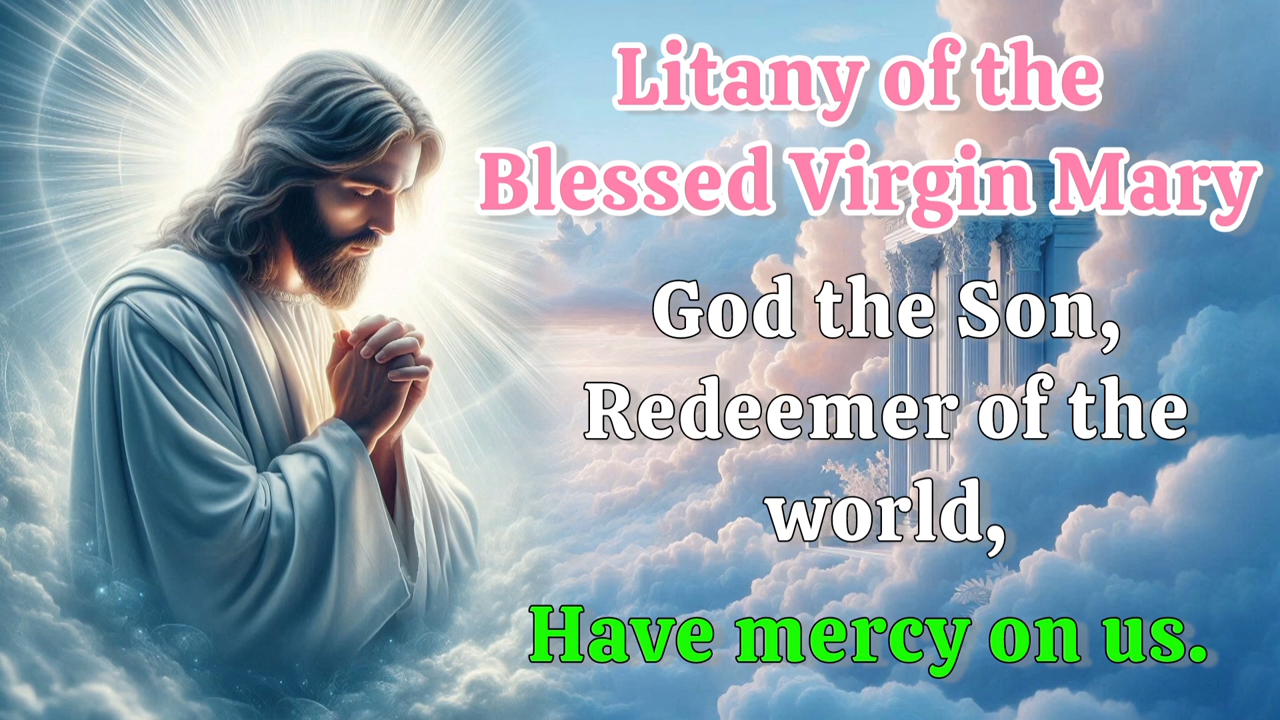 Litany of the
Blessed Virgin Mary
God the Son,
Redeemer of the
world,
Have mercy on us.